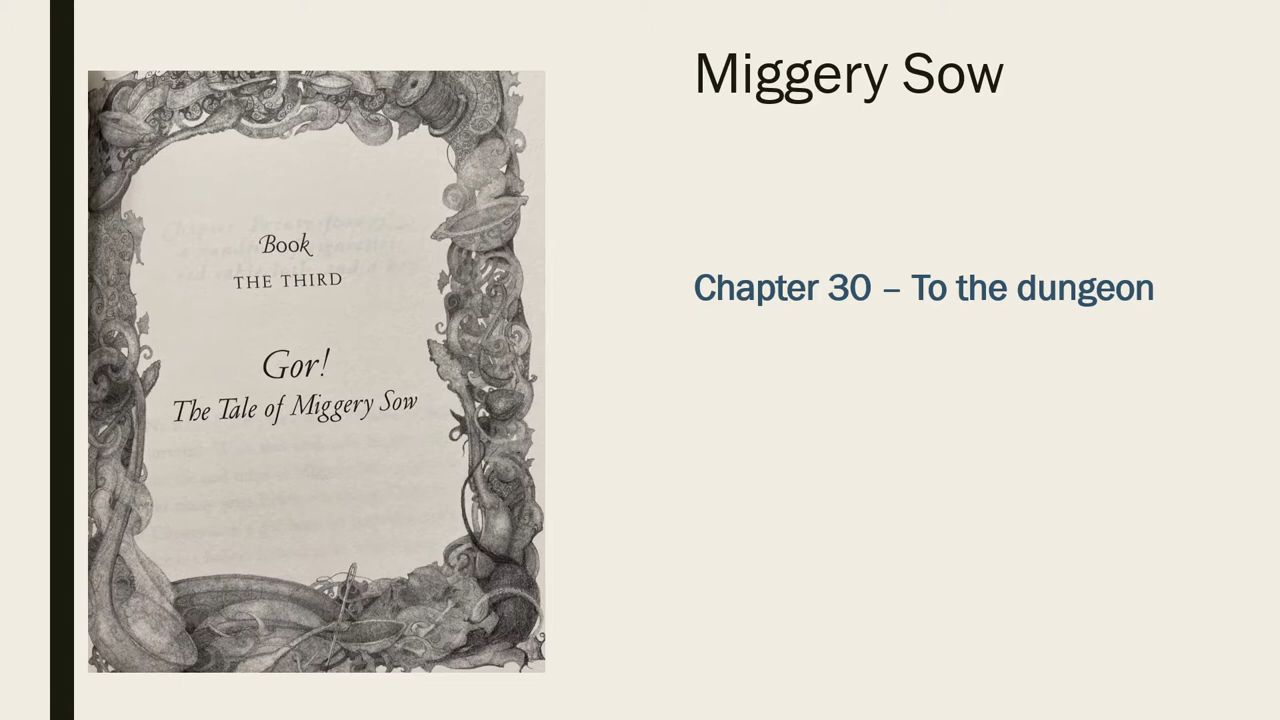 Miggery Sow
Book
THE THIRD
Gor!
The Tale of Miggery Sow
Chapter 30 – To the dungeon